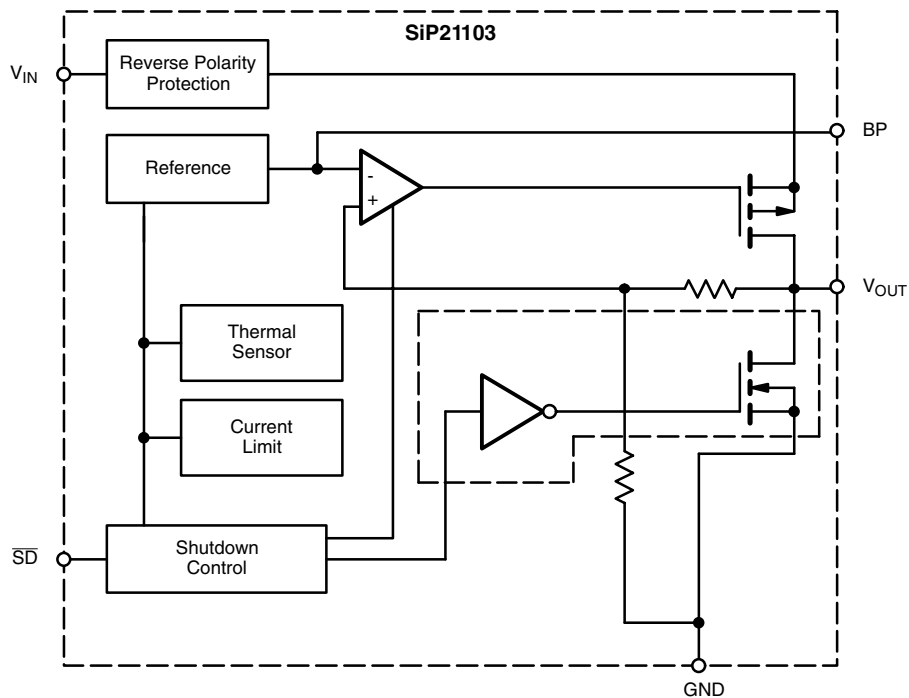 SiP21103
VIN
Reverse Polarity
Protection
BP
Reference
-
+
VOUT
Thermal
Sensor
Current
Limit
SD
Shutdown
Control
GND